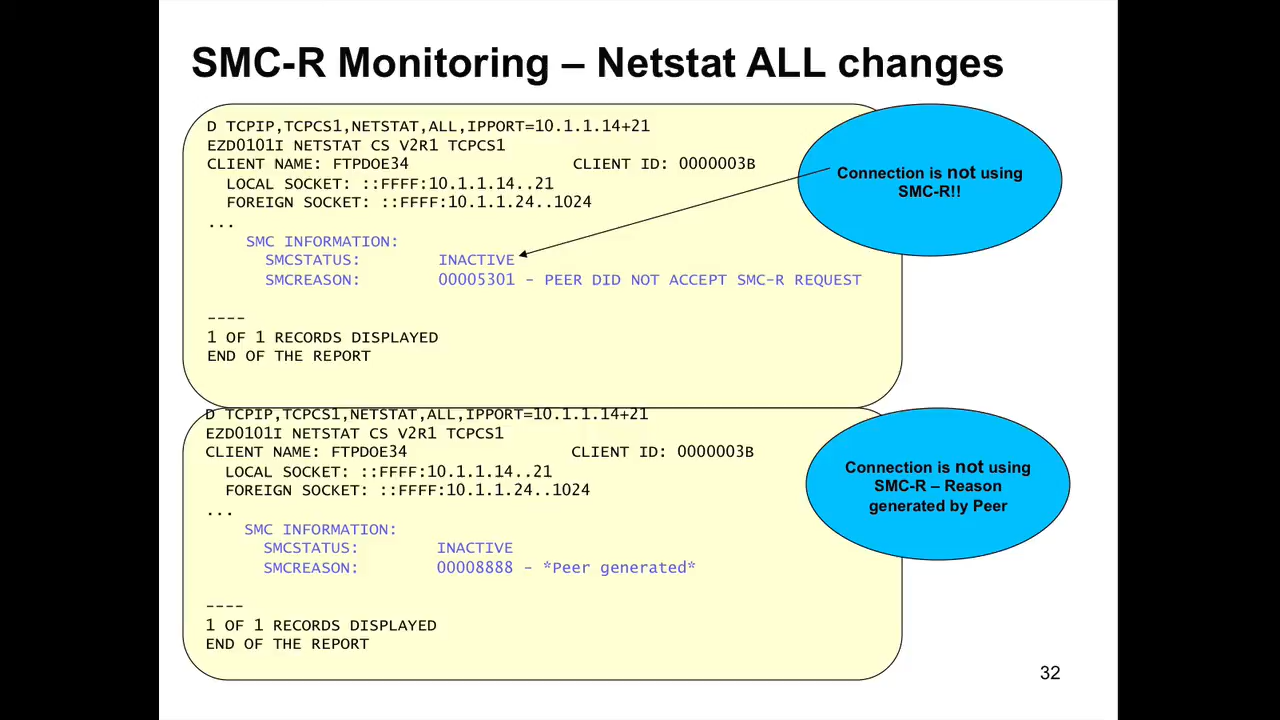 SMC-R Monitoring – Netstat ALL changes
D TCPIP,TCPCS1,NETSTAT,ALL,IPPORT=10.1.1.14+21
EZD0101I NETSTAT CS V2R1 TCPCS1
CLIENT NAME: FTPDOE34 CLIENT ID: 0000003B
LOCAL SOCKET: ::FFFF:10.1.1.14..21
FOREIGN SOCKET: ::FFFF:10.1.1.24..1024
...
SMC INFORMATION:
SMCSTATUS: INACTIVE
SMCREASON: 00005301 - PEER DID NOT ACCEPT SMC-R REQUEST
----
1 OF 1 RECORDS DISPLAYED
END OF THE REPORT
Connection is not using
SMC-R!!
D TCPIP,TCPCS1,NETSTAT,ALL,IPPORT=10.1.1.14+21
EZD0101I NETSTAT CS V2R1 TCPCS1
CLIENT NAME: FTPDOE34 CLIENT ID: 0000003B
LOCAL SOCKET: ::FFFF:10.1.1.14..21
FOREIGN SOCKET: ::FFFF:10.1.1.24..1024
...
SMC INFORMATION:
SMCSTATUS: INACTIVE
SMCREASON: 00008888 - *Peer generated*
----
1 OF 1 RECORDS DISPLAYED
END OF THE REPORT
Connection is not using
SMC-R – Reason
generated by Peer
32